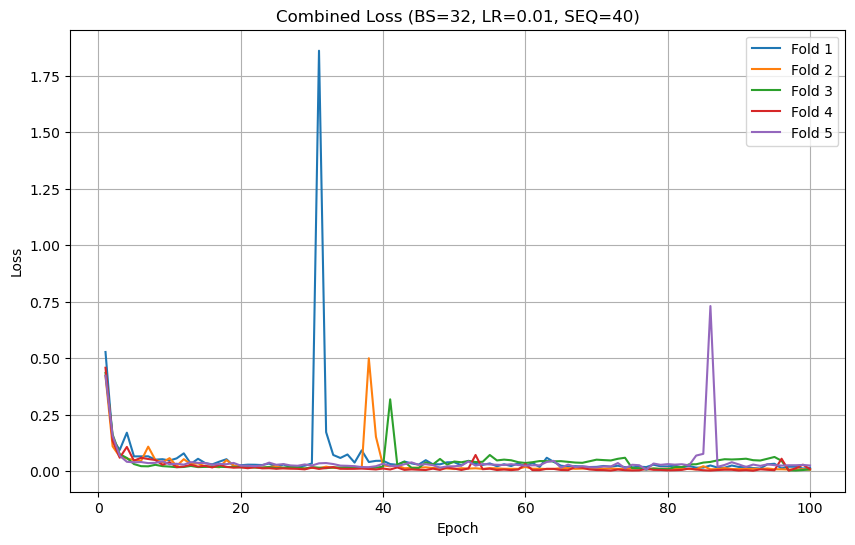 Combined Loss (BS=32, LR=0.01, SEQ=40)
Fold 1
Fold 2
Fold 3
Fold 4
Fold 5
Loss
1.75
1.50
1.25
1.00
0.75
0.50
0.25
0.00
0 20 40 60 80 100
Epoch